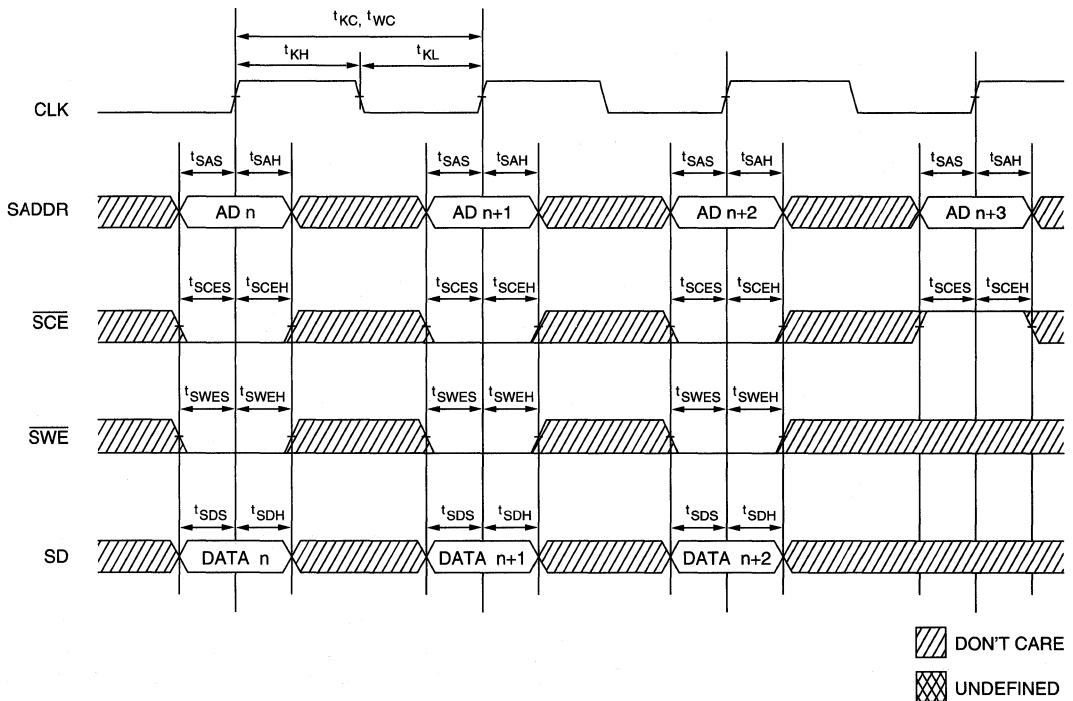 tKC, tWC
tKH tKL
CLK
tSAS tSAH tSAS tSAH tSAS tSAH tSAS tSAH
SADDR AD n AD n+1 AD n+2 AD n+3
tSCES tSCEH tSCES tSCEH tSCES tSCEH tSCES tSCEH
S̅C̅E̅
tSWES tSWEH tSWES tSWEH tSWES tSWEH
S̅W̅E̅
tSDS tSDH tSDS tSDH tSDS tSDH
SD DATA n DATA n+1 DATA n+2
DON'T CARE
UNDEFINED